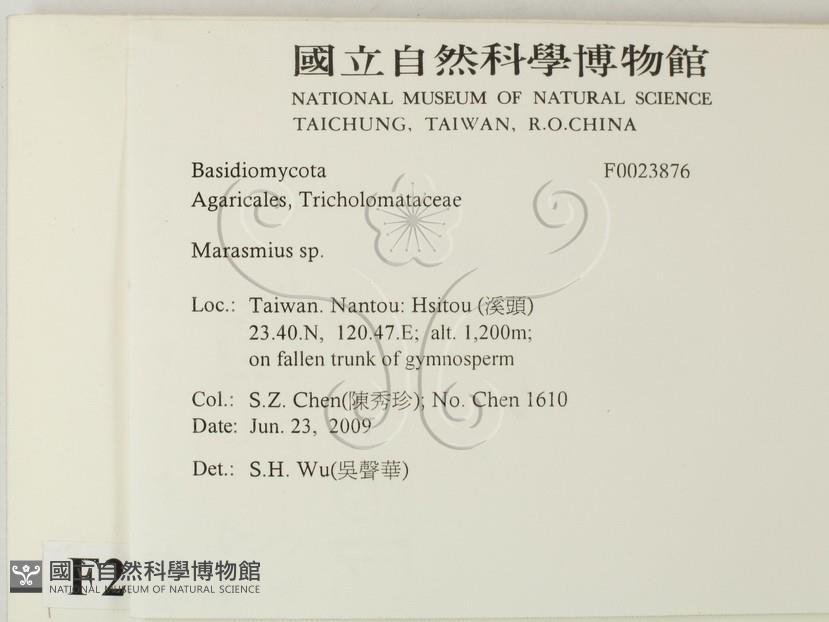 國立自然科學博物館
NATIONAL MUSEUM OF NATURAL SCIENCE
TAICHUNG, TAIWAN, R.O.CHINA
Basidiomycota F0023876
Agaricales, Tricholomataceae
Marasmius sp.
Loc.: Taiwan. Nantou: Hsitou (溪頭)
23.40.N, 120.47.E; alt. 1,200m;
on fallen trunk of gymnosperm
Col.: S.Z. Chen(陳秀珍); No. Chen 1610
Date: Jun. 23, 2009
Det.: S.H. Wu(吳聲華)
F2
國立自然科學博物館
NATIONAL MUSEUM OF NATURAL SCIENCE